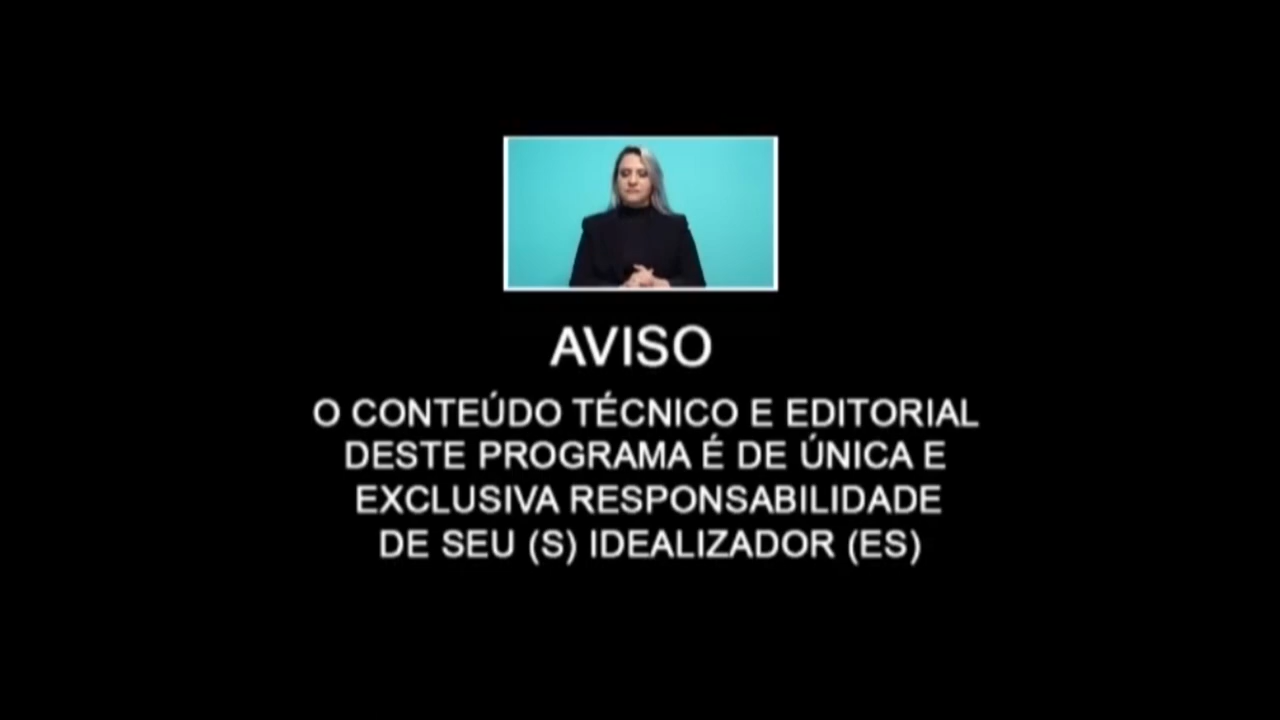 AVISO
O CONTEÚDO TÉCNICO E EDITORIAL
DESTE PROGRAMA É DE ÚNICA E
EXCLUSIVA RESPONSABILIDADE
DE SEU (S) IDEALIZADOR (ES)